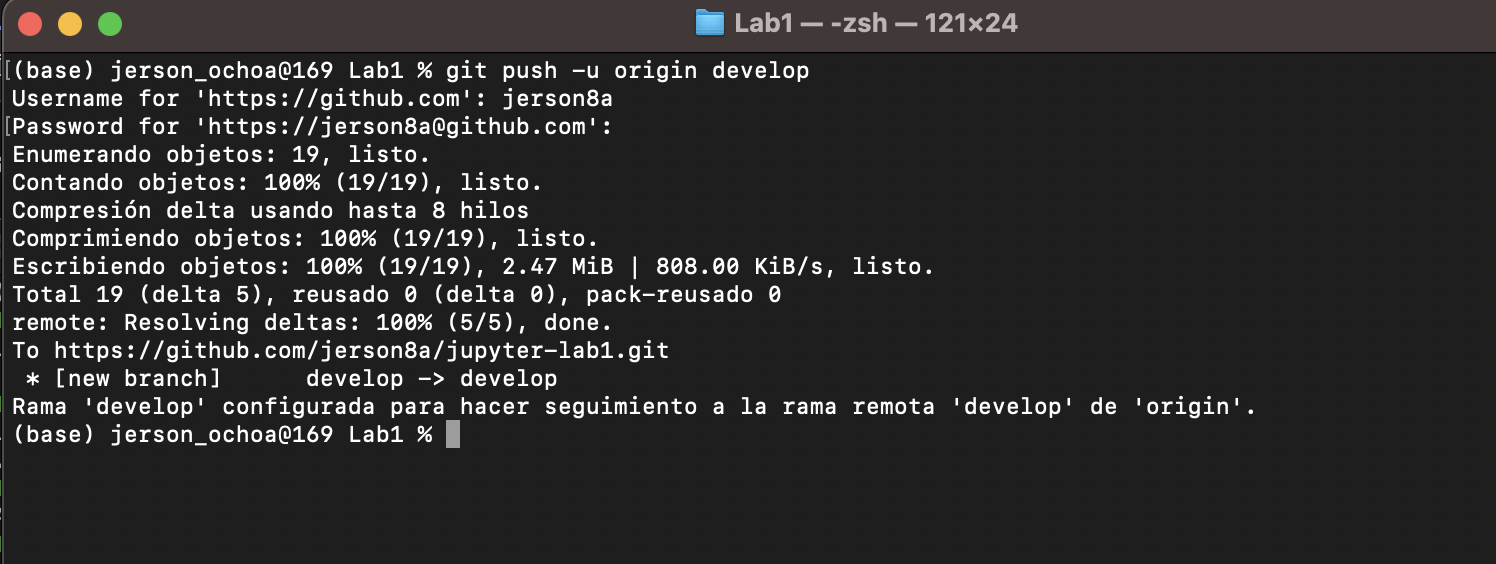 Lab1 — -zsh — 121×24
(base) jerson_ochoa@169 Lab1 % git push -u origin develop
Username for 'https://github.com': jerson8a
Password for 'https://jerson8a@github.com':
Enumerando objetos: 19, listo.
Contando objetos: 100% (19/19), listo.
Compresión delta usando hasta 8 hilos
Comprimiendo objetos: 100% (19/19), listo.
Escribiendo objetos: 100% (19/19), 2.47 MiB | 808.00 KiB/s, listo.
Total 19 (delta 5), reusado 0 (delta 0), pack-reusado 0
remote: Resolving deltas: 100% (5/5), done.
To https://github.com/jerson8a/jupyter-lab1.git
 * [new branch]      develop -> develop
Rama 'develop' configurada para hacer seguimiento a la rama remota 'develop' de 'origin'.
(base) jerson_ochoa@169 Lab1 %